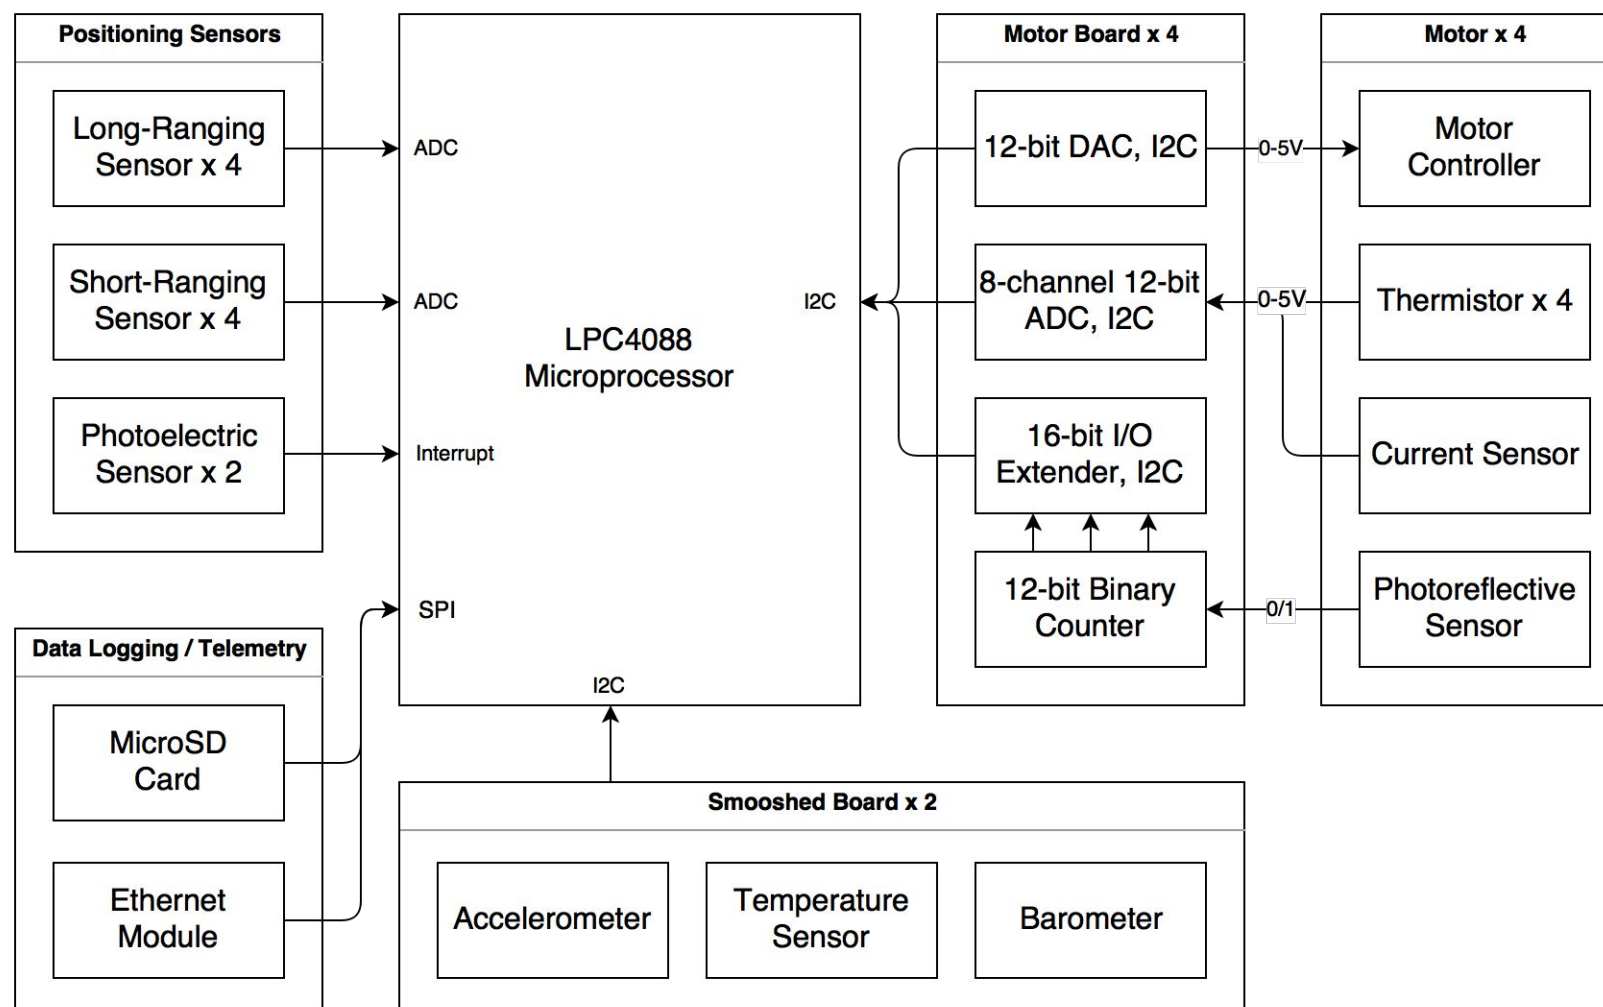 Positioning Sensors
Long-Ranging
Sensor x 4
Short-Ranging
Sensor x 4
Photoelectric
Sensor x 2
Data Logging / Telemetry
MicroSD
Card
Ethernet
Module
ADC
ADC
Interrupt
SPI
I2C
I2C
LPC4088
Microprocessor
Motor Board x 4
12-bit DAC, I2C
8-channel 12-bit
ADC, I2C
16-bit I/O
Extender, I2C
12-bit Binary
Counter
0-5V
0-5V
0/1
Motor x 4
Motor
Controller
Thermistor x 4
Current Sensor
Photoreflective
Sensor
Smooshed Board x 2
Accelerometer
Temperature
Sensor
Barometer